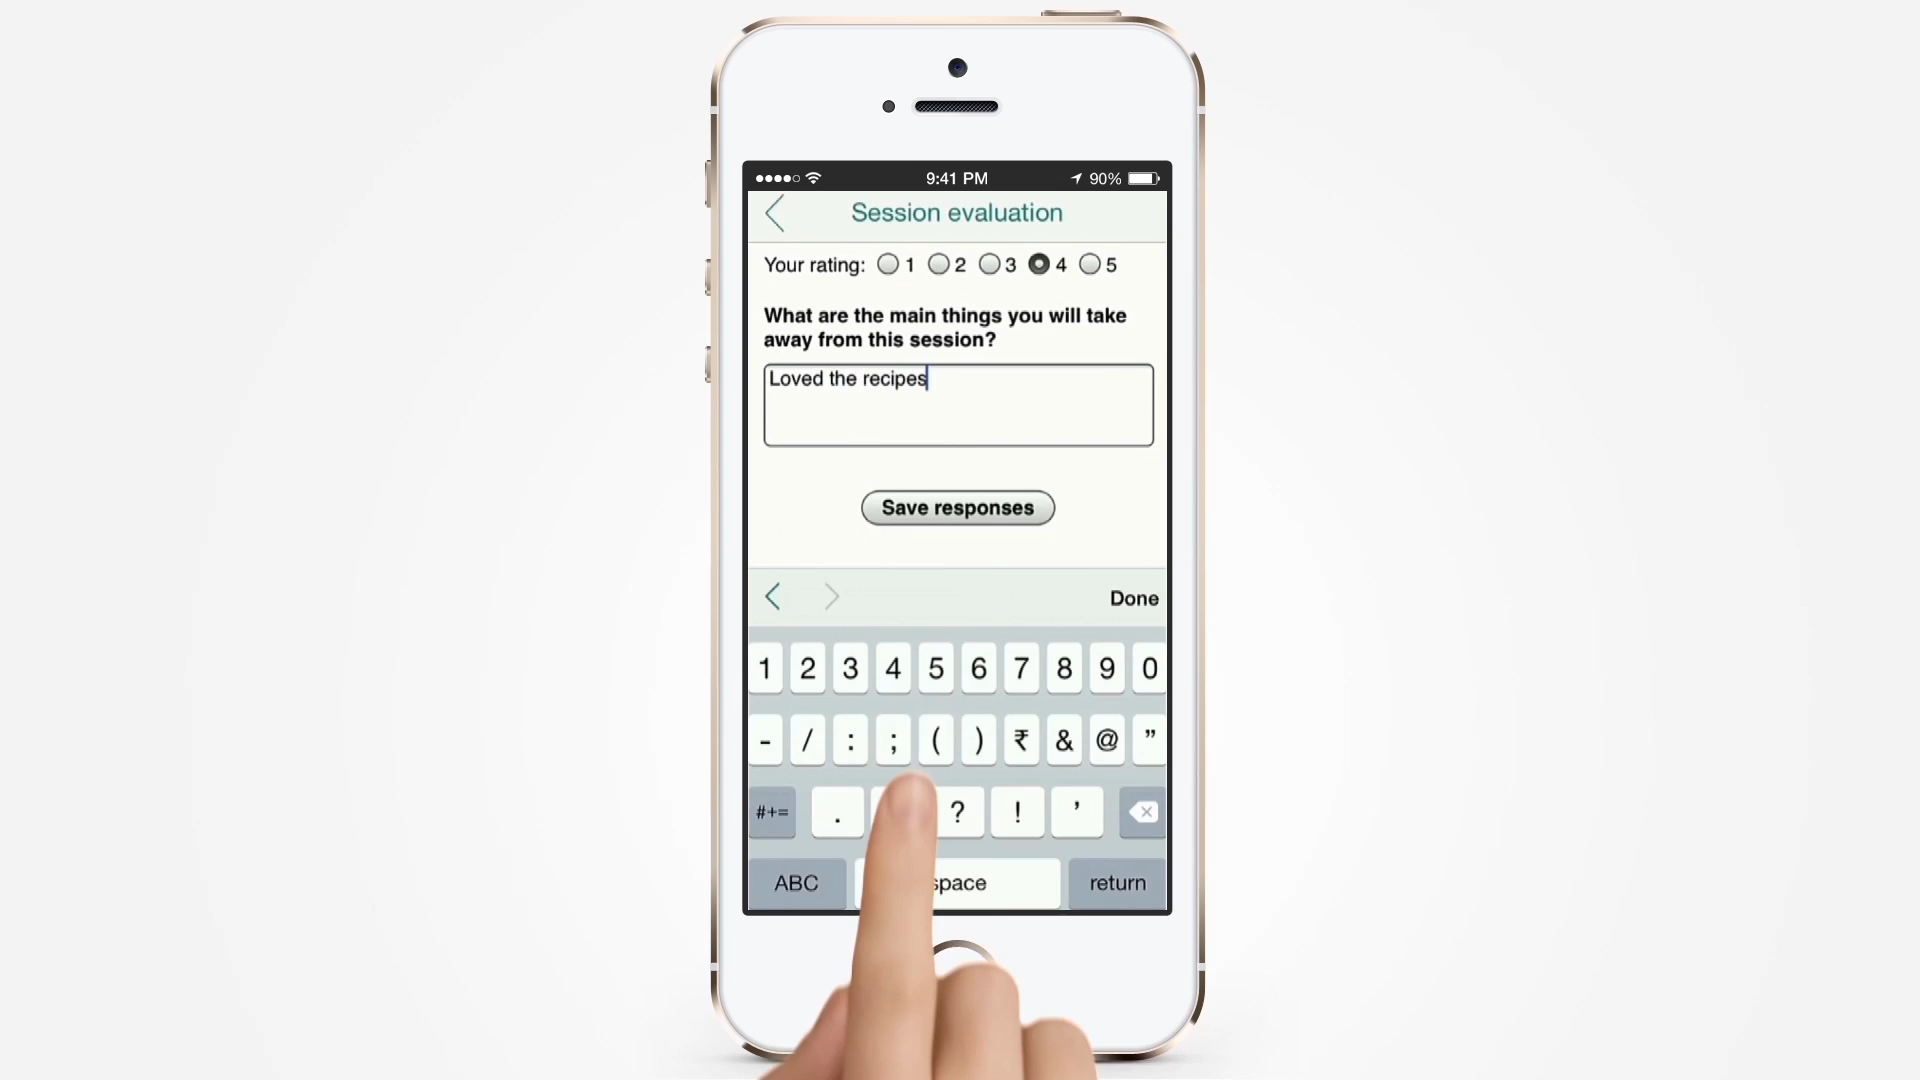 9:41 PM 90%
Session evaluation
Your rating: 1 2 3 4 5
What are the main things you will take
away from this session?
Loved the recipes
Save responses
Done
1 2 3 4 5 6 7 8 9 0
- / : ; ( ) ₹ & @ ”
#+= . ? ! ’
ABC space return